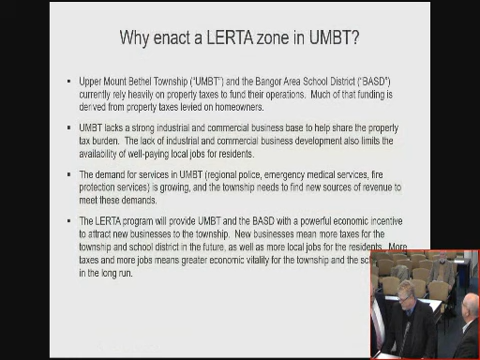 Why enact a LERTA zone in UMBT?
Upper Mount Bethel Township ("UMBT") and the Bangor Area School District ("BASD")
currently rely heavily on property taxes to fund their operations. Much of that funding is
derived from property taxes levied on homeowners.
UMBT lacks a strong industrial and commercial business base to help share the property
tax burden. The lack of industrial and commercial business development also limits the
availability of well-paying local jobs for residents.
The demand for services in UMBT (regional police, emergency medical services, fire
protection services) is growing, and the township needs to find new sources of revenue to
meet these demands.
The LERTA program will provide UMBT and the BASD with a powerful economic incentive
to attract new businesses to the township. New businesses mean more taxes for the
township and school district in the future, as well as more local jobs for the residents. More
taxes and more jobs means greater economic vitality for the township and the
in the long run.